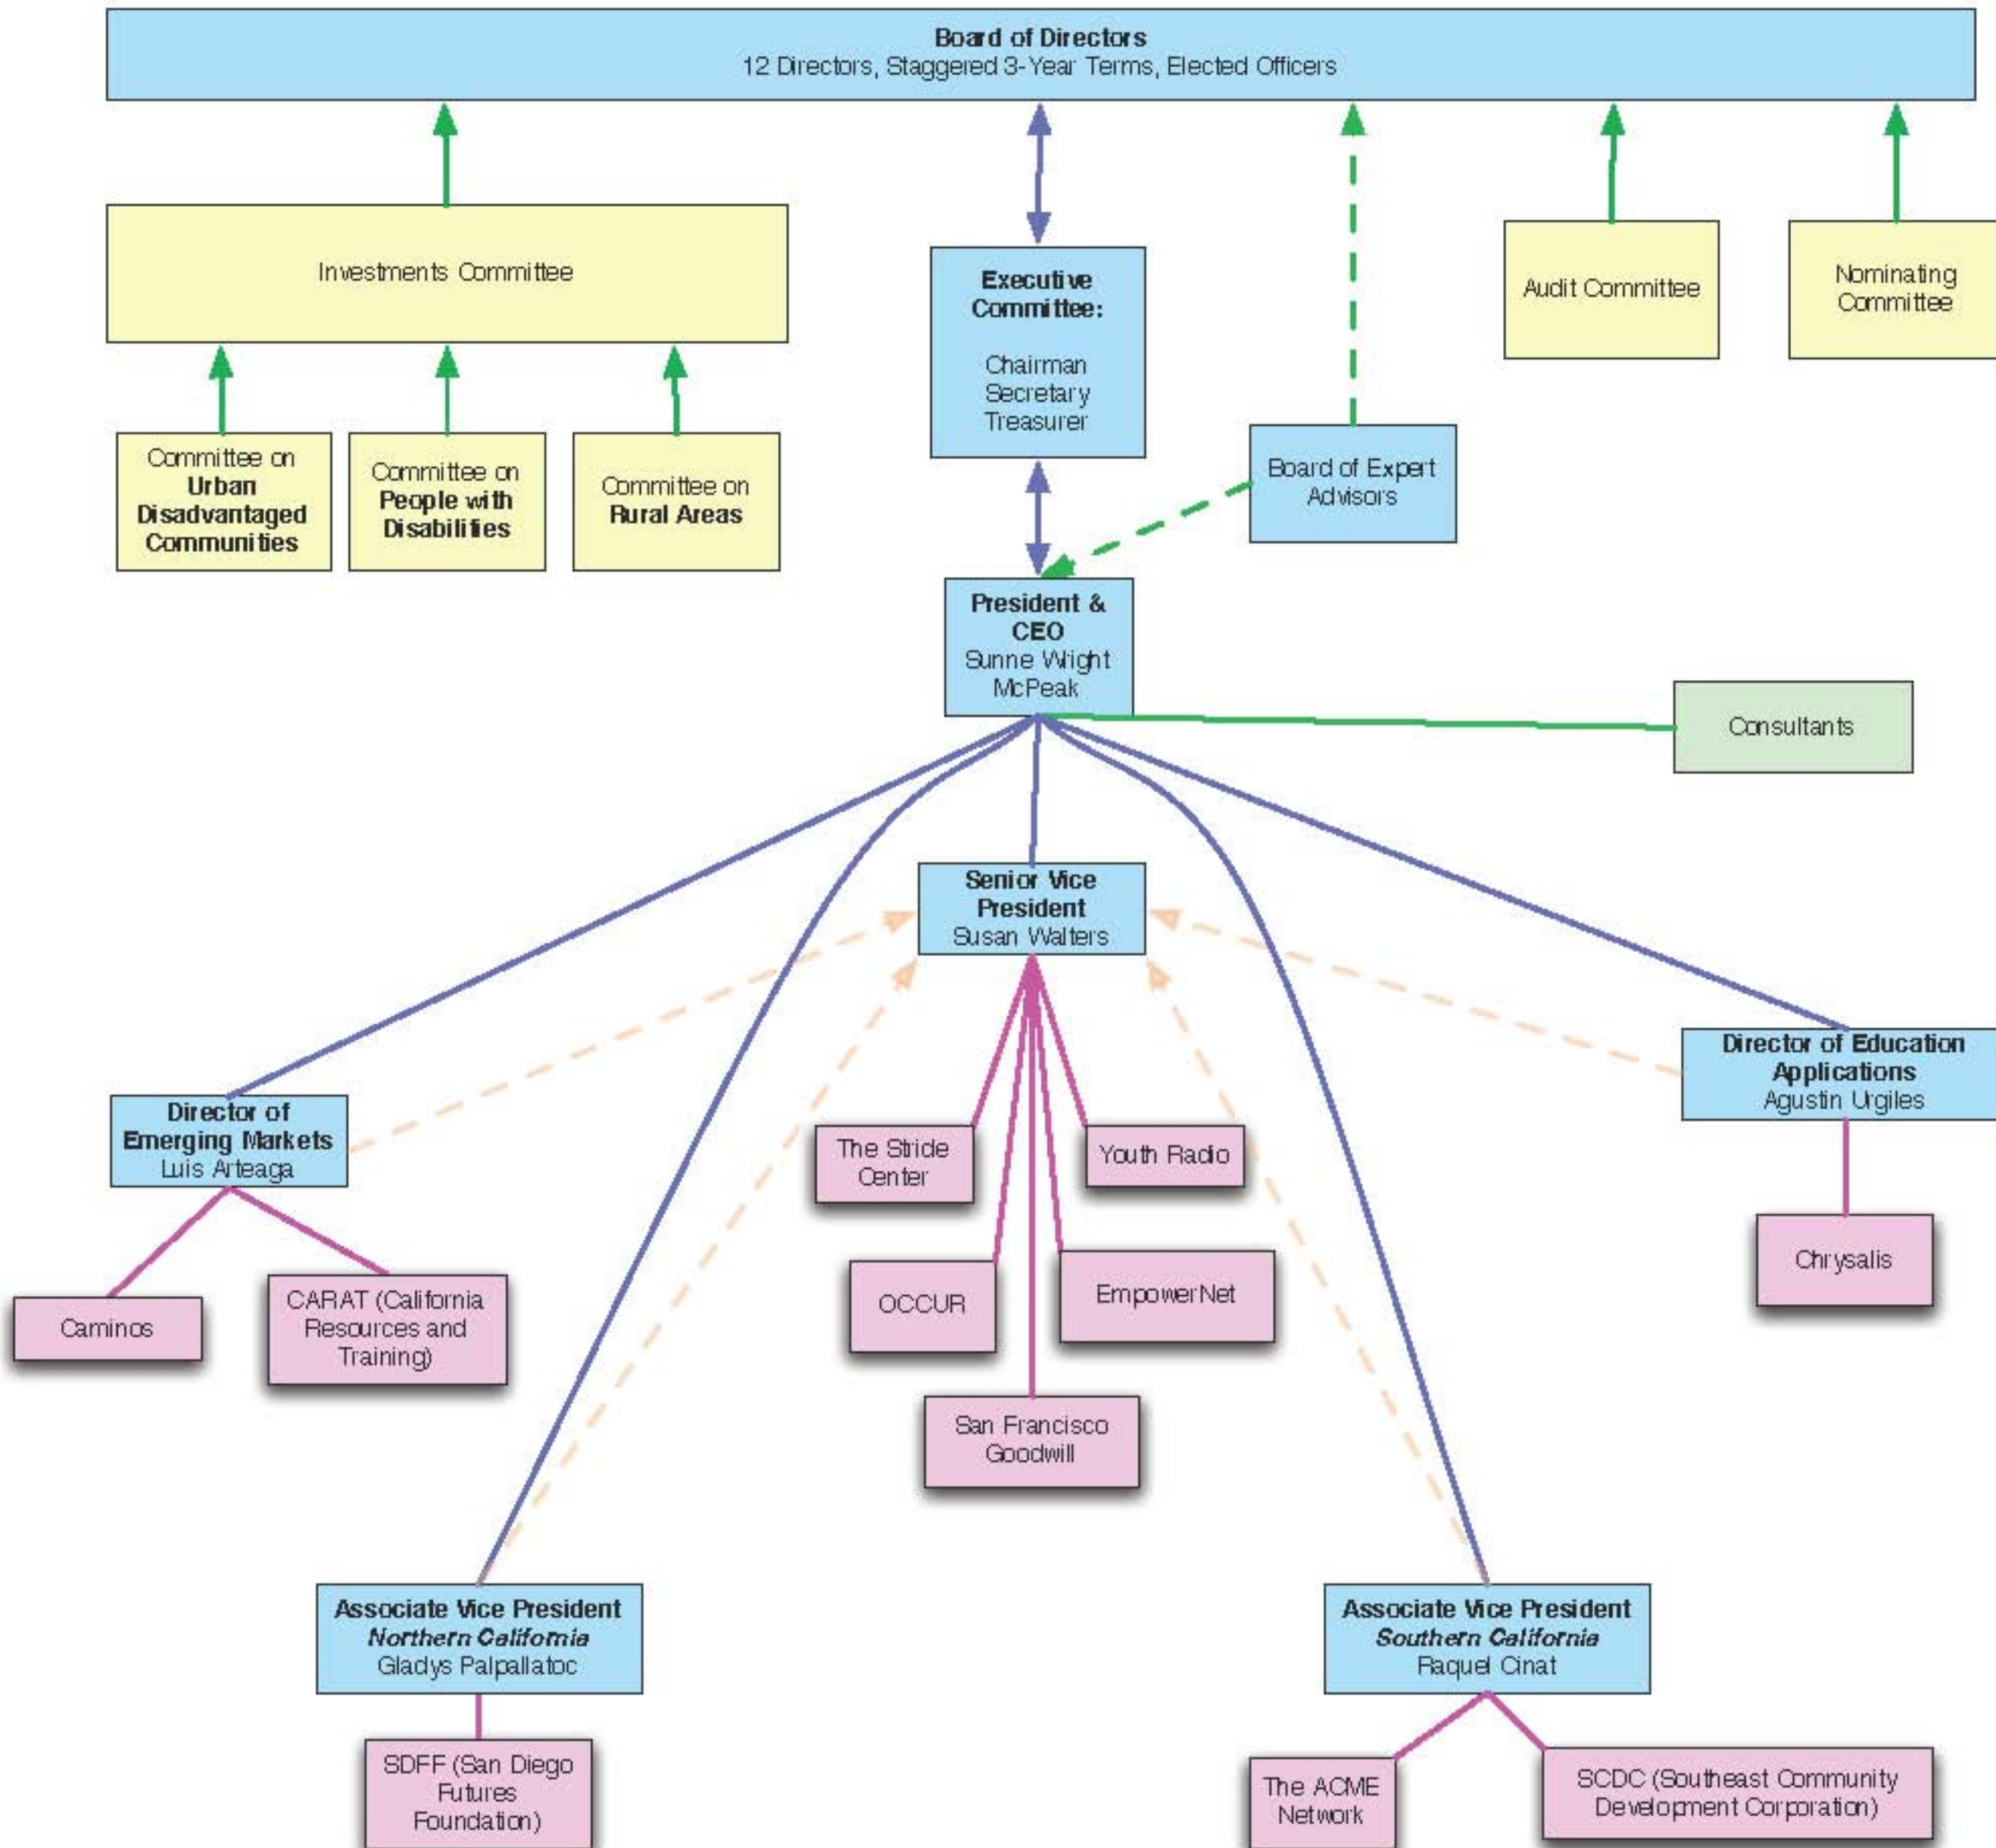 Board of Directors
12 Directors, Staggered 3-Year Terms, Elected Officers
Investments Committee
Executive
Committee:
Chairman
Secretary
Treasurer
Audit Committee
Nominating
Committee
Committee on
Urban
Disadvantaged
Communities
Committee on
People with
Disabilities
Committee on
Rural Areas
Board of Expert
Advisors
President &
CEO
Sunne Wright
McPeak
Consultants
Senior Vice
President
Susan Walters
Director of Education
Applications
Agustin Urgiles
Director of
Emerging Markets
Luis Arteaga
The Stride
Center
Youth Radio
Chrysalis
Caminos
CARAT (California
Resources and
Training)
OCCUR
EmpowerNet
San Francisco
Goodwill
Associate Vice President
Northern California
Gladys Palpallatoc
Associate Vice President
Southern California
Raquel Cinat
SDFF (San Diego
Futures
Foundation)
The ACME
Network
SCDC (Southeast Community
Development Corporation)